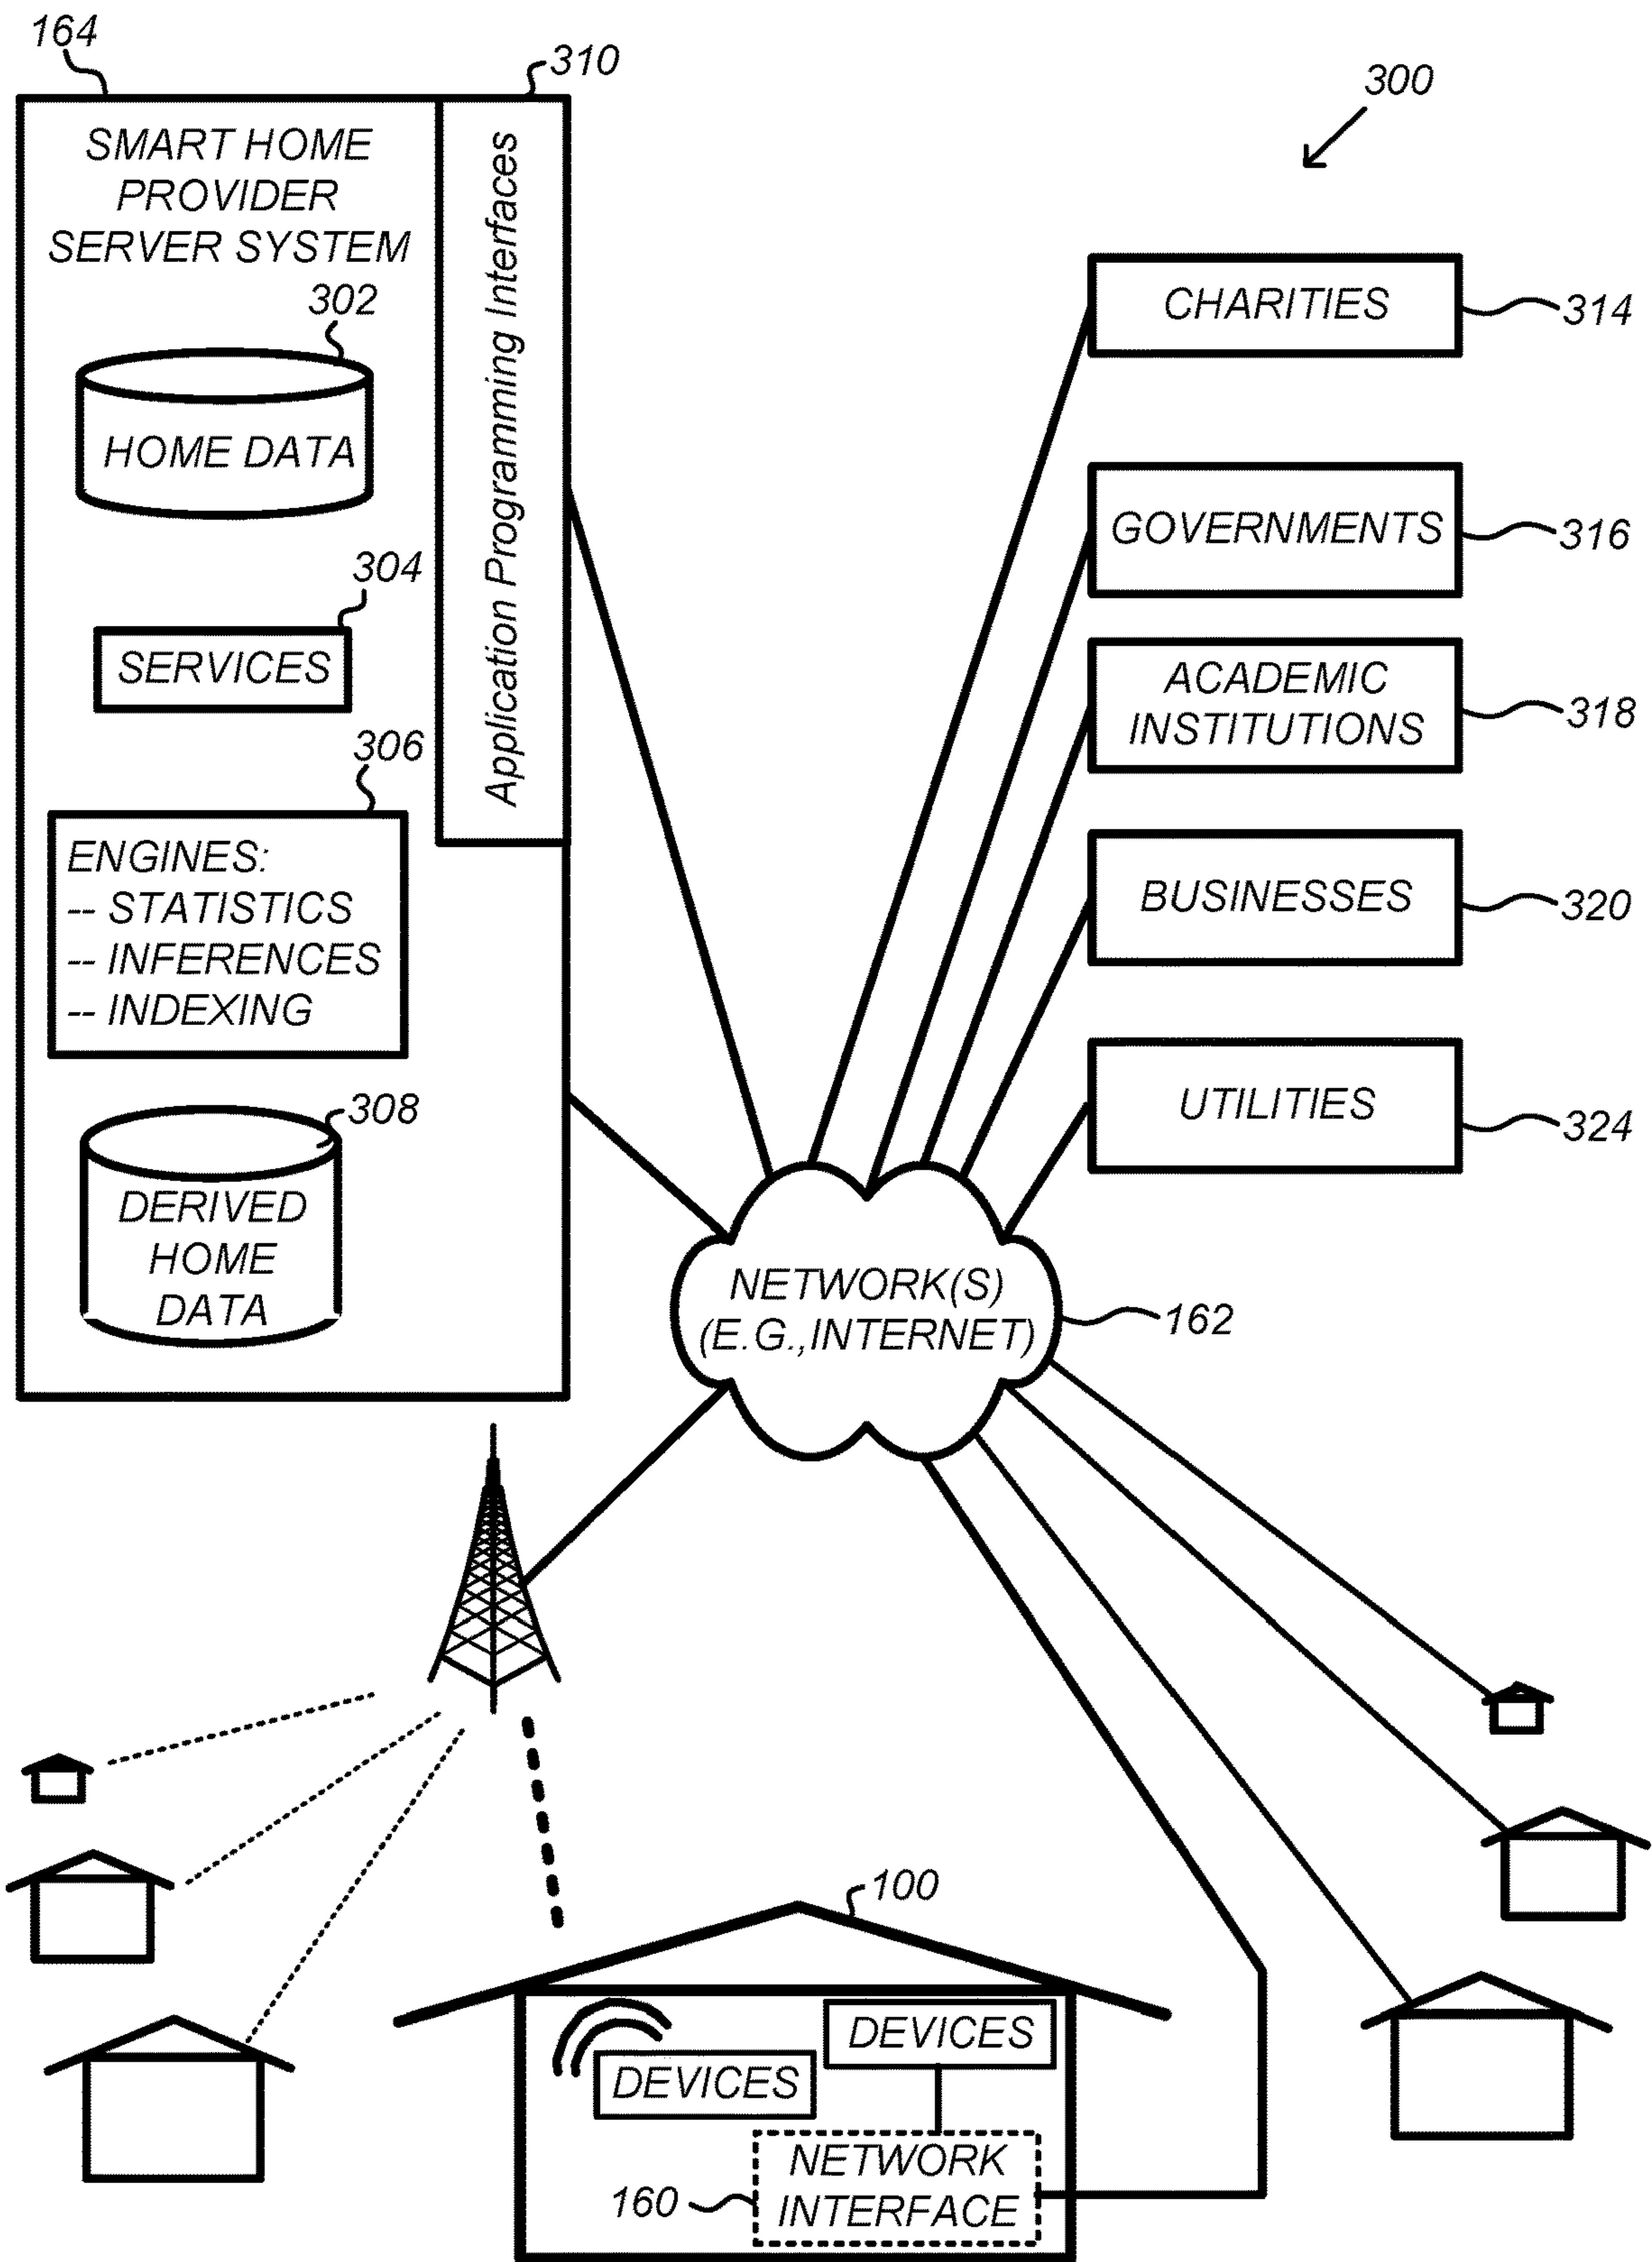 164
310
300
SMART HOME
PROVIDER
SERVER SYSTEM
Application Programming Interfaces
302
HOME DATA
304
SERVICES
306
ENGINES:
-- STATISTICS
-- INFERENCES
-- INDEXING
308
DERIVED
HOME
DATA
CHARITIES
314
GOVERNMENTS
316
ACADEMIC
INSTITUTIONS
318
BUSINESSES
320
UTILITIES
324
NETWORK(S)
(E.G.,INTERNET)
162
100
DEVICES
DEVICES
NETWORK
INTERFACE
160